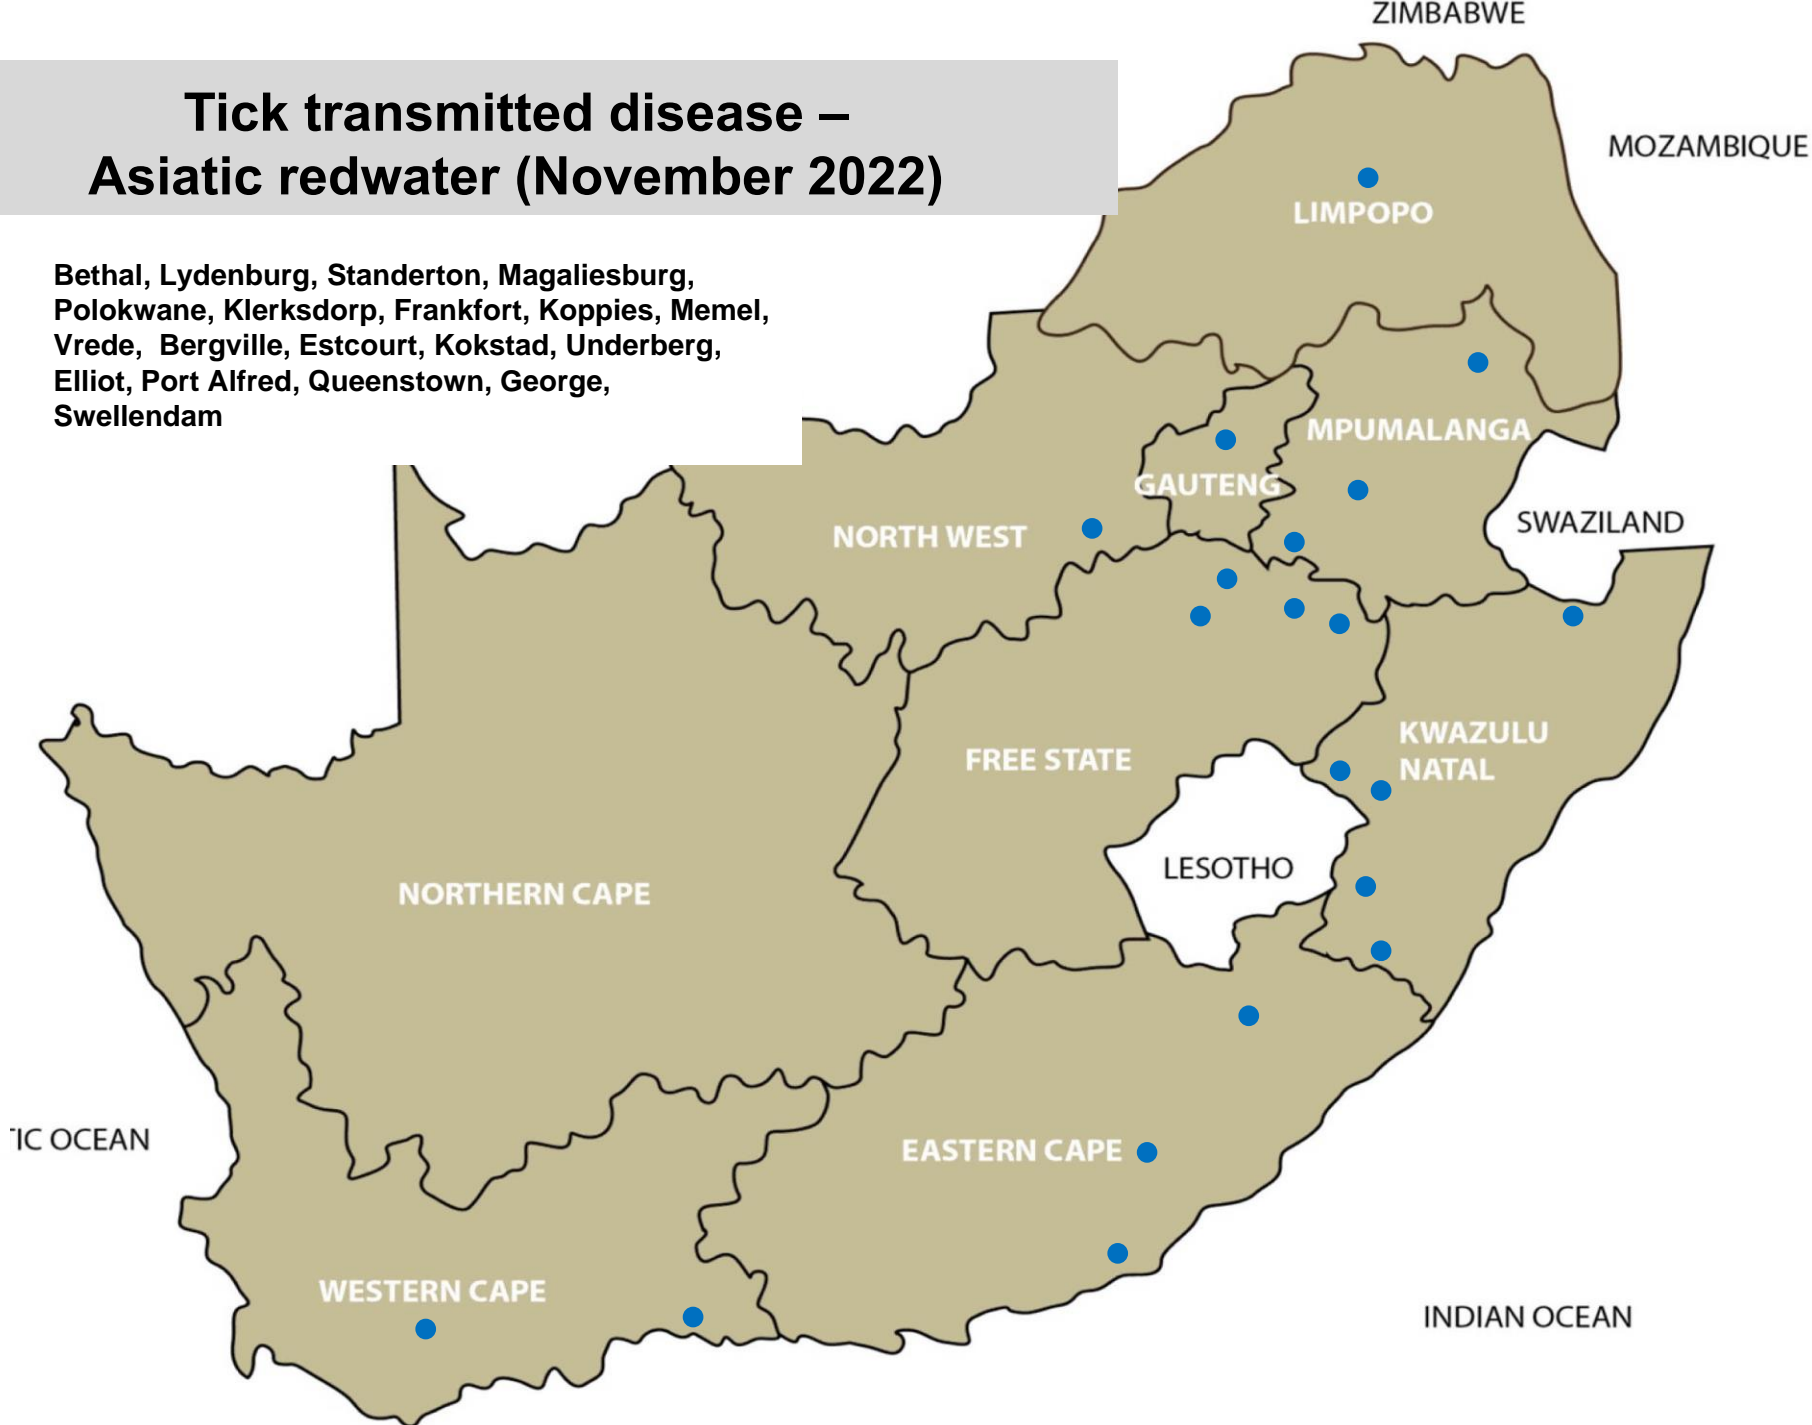 ZIMBABWE
Tick transmitted disease –
Asiatic redwater (November 2022)
MOZAMBIQUE
LIMPOPO
Bethal, Lydenburg, Standerton, Magaliesburg,
Polokwane, Klerksdorp, Frankfort, Koppies, Memel,
Vrede,  Bergville, Estcourt, Kokstad, Underberg,
Elliot, Port Alfred, Queenstown, George,
Swellendam
MPUMALANGA
GAUTENG
SWAZILAND
NORTH WEST
KWAZULU
NATAL
FREE STATE
LESOTHO
NORTHERN CAPE
TIC OCEAN
EASTERN CAPE
WESTERN CAPE
INDIAN OCEAN